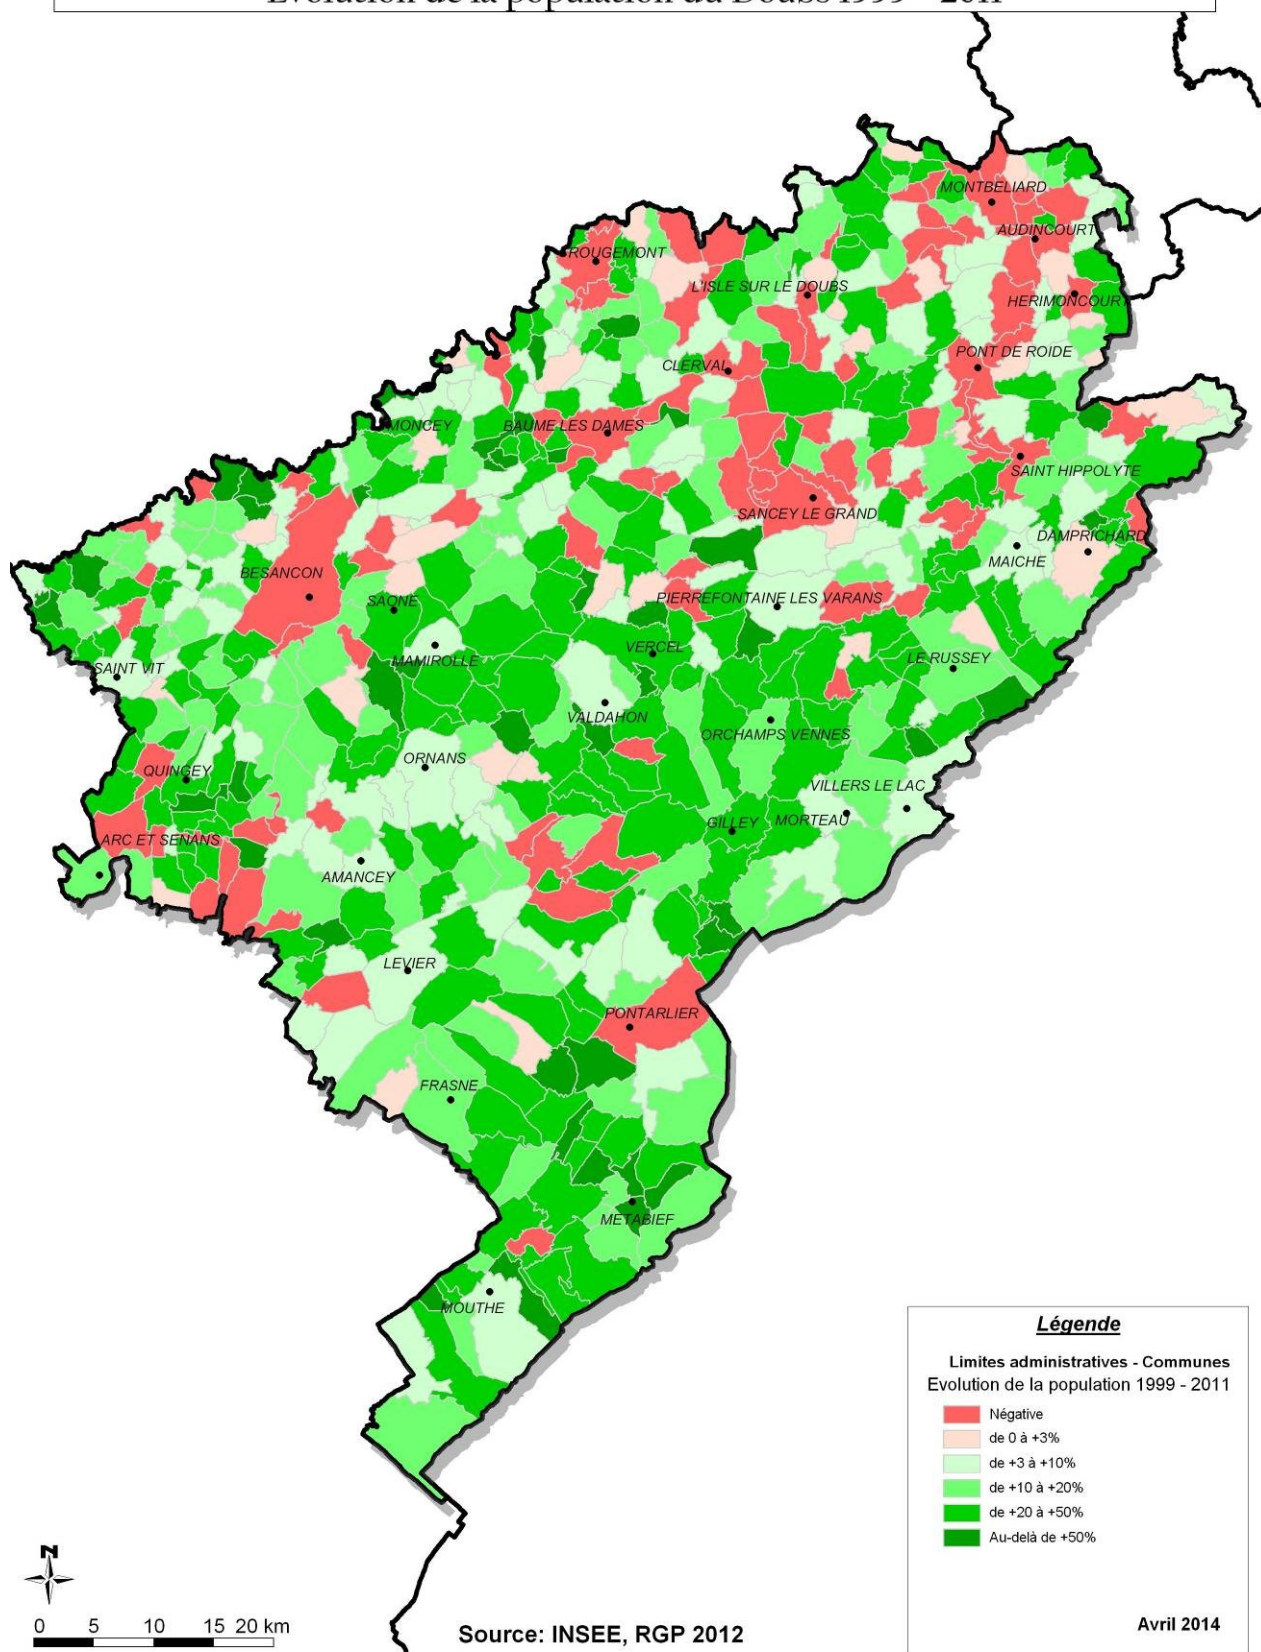 Evolution de la population du Doubs 1999 - 2011
MONTBELIARD
AUDINCOURT
ROUGEMONT
L'ISLE SUR LE DOUBS
HERIMONCOURT
PONT DE ROIDE
CLERVAL
MONCEY
BAUME LES DAMES
SAINT HIPPOLYTE
SANCEY LE GRAND
DAMPRICHARD
MAICHE
BESANCON
SAONE
PIERREFONTAINE LES VARANS
VERCEL
LE RUSSEY
MAMIROLLE
SAINT VIT
VALDAHON
ORCHAMPS VENNES
ORNANS
QUINGEY
VILLERS LE LAC
GILLEY
MORTEAU
ARC ET SENANS
AMANCEY
LEVIER
PONTARLIER
FRASNE
METABIEF
MOUTHE
Légende
Limites administratives - Communes
Evolution de la population 1999 - 2011
Négative
de 0 à +3%
de +3 à +10%
de +10 à +20%
de +20 à +50%
Au-delà de +50%
Avril 2014
N
0 5 10 15 20 km
Source: INSEE, RGP 2012